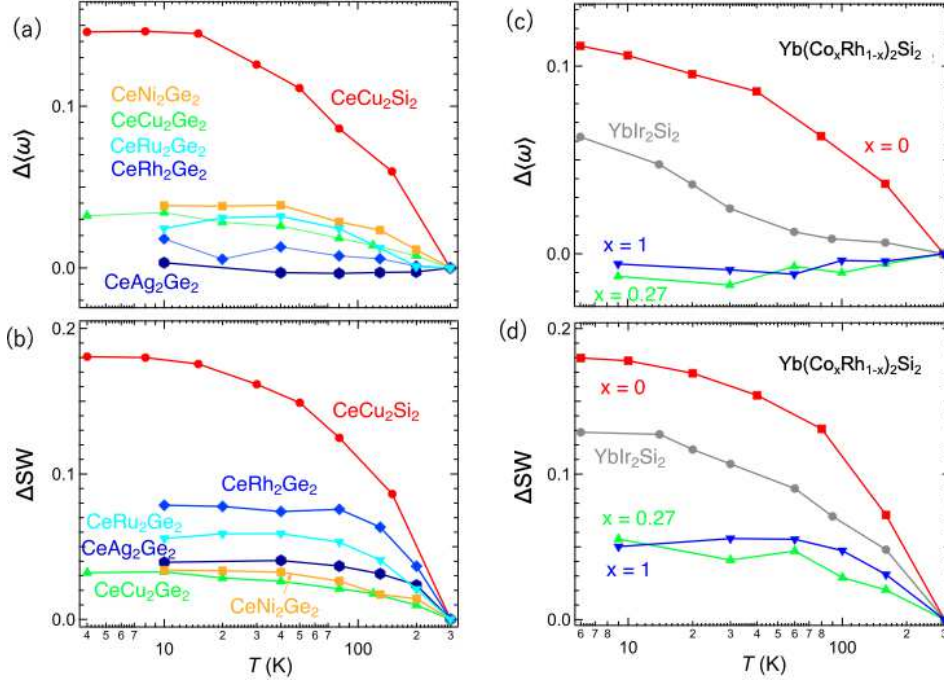 (a)
CeNi₂Ge₂
CeCu₂Ge₂
CeRu₂Ge₂
CeRh₂Ge₂
CeCu₂Si₂
CeAg₂Ge₂
Δ⟨ω⟩
0.1
0.0
(b)
CeCu₂Si₂
CeRh₂Ge₂
CeRu₂Ge₂
CeAg₂Ge₂
CeCu₂Ge₂
CeNi₂Ge₂
ΔSW
0.2
0.1
0.0
4 5 6 7 10 2 3 4 5 6 7 100 2 3
T (K)
(c)
Yb(CoₓRh₁₋ₓ)₂Si₂
YbIr₂Si₂
x = 0
x = 1
x = 0.27
Δ⟨ω⟩
0.1
0.0
(d)
Yb(CoₓRh₁₋ₓ)₂Si₂
x = 0
YbIr₂Si₂
x = 0.27
x = 1
ΔSW
0.2
0.1
0.0
6 7 8 10 2 3 4 5 6 7 8 100 2 3
T (K)